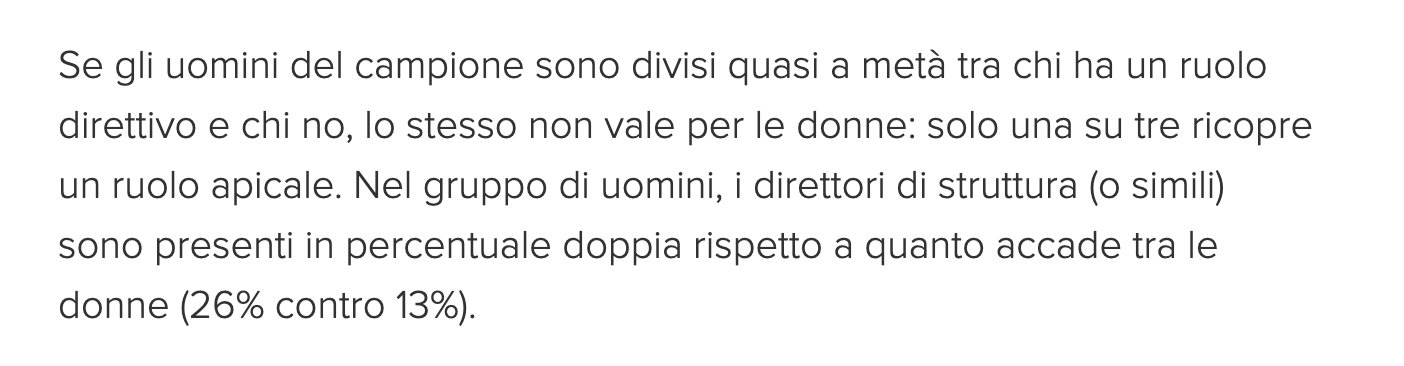 Se gli uomini del campione sono divisi quasi a metà tra chi ha un ruolo
direttivo e chi no, lo stesso non vale per le donne: solo una su tre ricopre
un ruolo apicale. Nel gruppo di uomini, i direttori di struttura (o simili)
sono presenti in percentuale doppia rispetto a quanto accade tra le
donne (26% contro 13%).